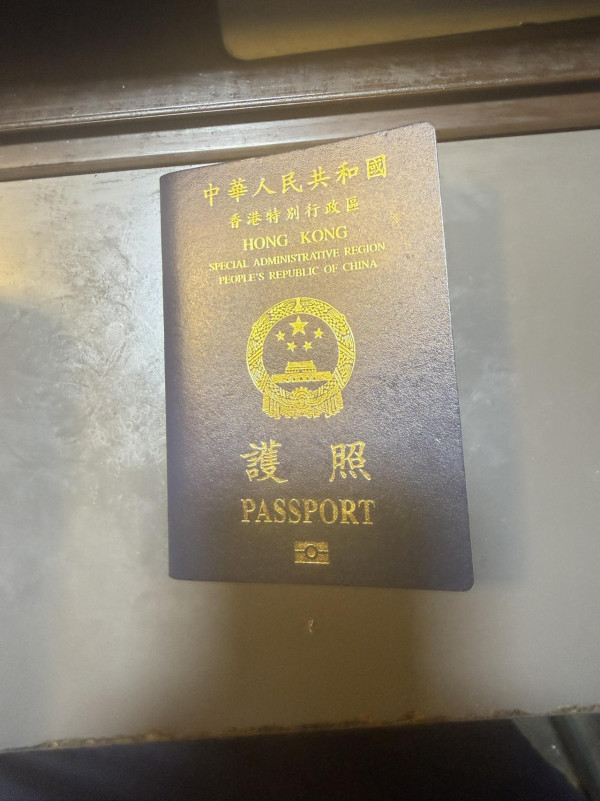 中華人民共和國
香港特別行政區
HONG KONG
SPECIAL ADMINISTRATIVE REGION
PEOPLE'S REPUBLIC OF CHINA
護 照
PASSPORT